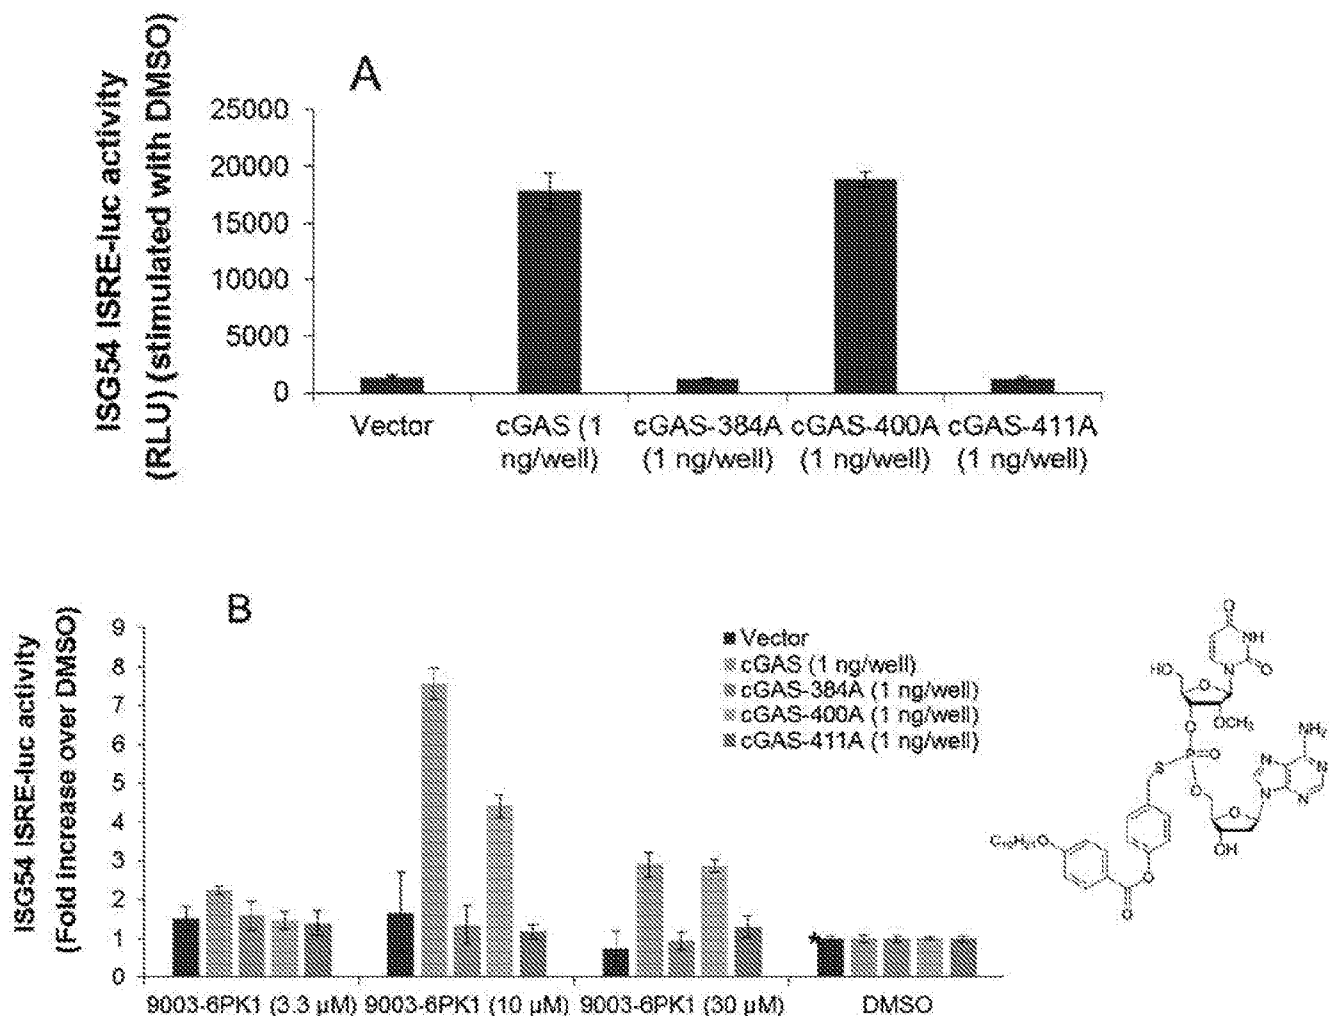 A
ISG54 ISRE-luc activity
(RLU) (stimulated with DMSO)
25000
20000
15000
10000
5000
0
Vector
cGAS (1
ng/well)
cGAS-384A
(1 ng/well)
cGAS-400A
(1 ng/well)
cGAS-411A
(1 ng/well)
B
ISG54 ISRE-luc activity
(Fold increase over DMSO)
9
8
7
6
5
4
3
2
1
0
*
Vector
cGAS (1 ng/well)
cGAS-384A (1 ng/well)
cGAS-400A (1 ng/well)
cGAS-411A (1 ng/well)
9003-6PK1 (3.3 µM)
9003-6PK1 (10 µM)
9003-6PK1 (30 µM)
DMSO
O
NH
N
O
HO
O
O
OCH3
NH2
P
O
S
O
N
N
N
N
O
OH
O
O
O